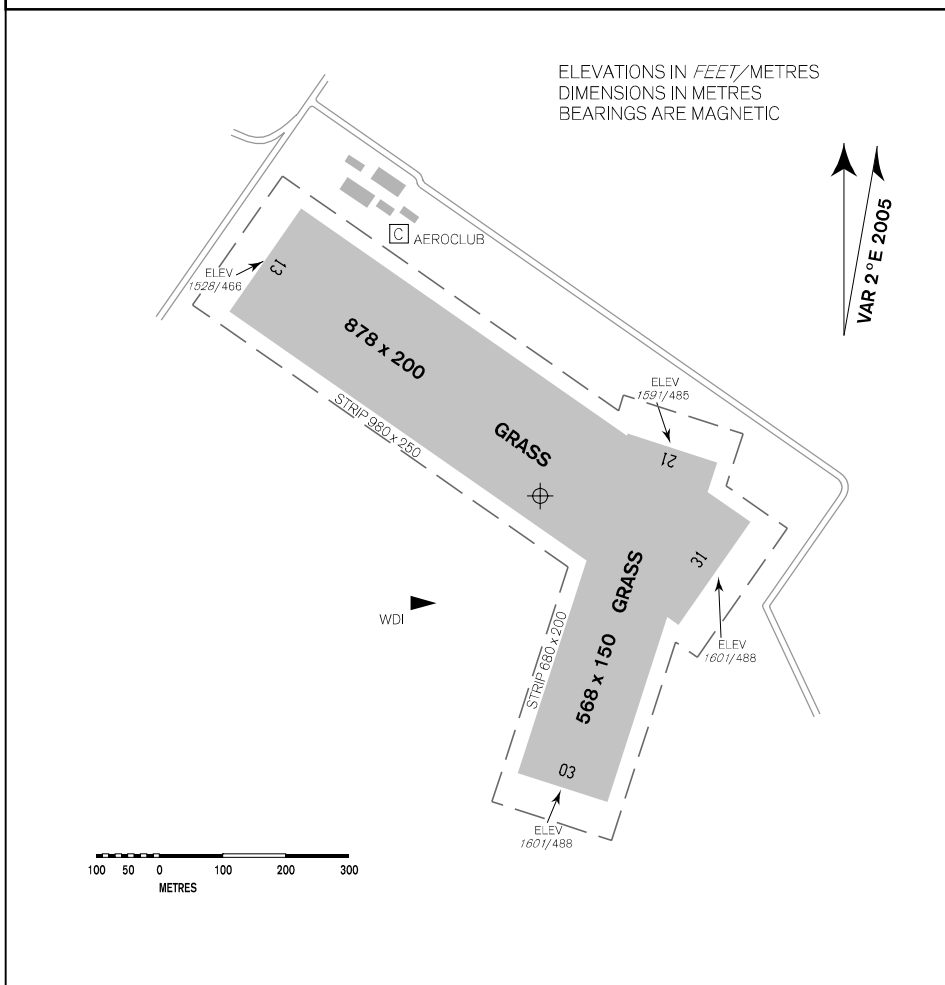 ELEVATIONS IN FEET/METRES
DIMENSIONS IN METRES
BEARINGS ARE MAGNETIC
VAR 2°E 2005
C AEROCLUB
13
ELEV
1528/466
878 x 200
STRIP 980 x 250
GRASS
ELEV
1591/485
21
31
GRASS
ELEV
1601/488
WDI
STRIP 680 x 200
568 x 150
03
ELEV
1601/488
100 50 0 100 200 300
METRES